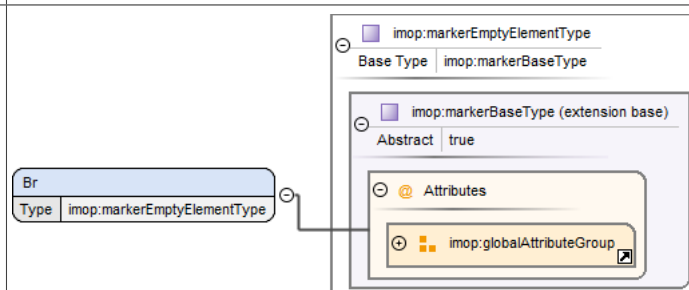 imop:markerEmptyElementType
Base Type imop:markerBaseType
imop:markerBaseType (extension base)
Abstract true
Br
Type imop:markerEmptyElementType
@ Attributes
imop:globalAttributeGroup